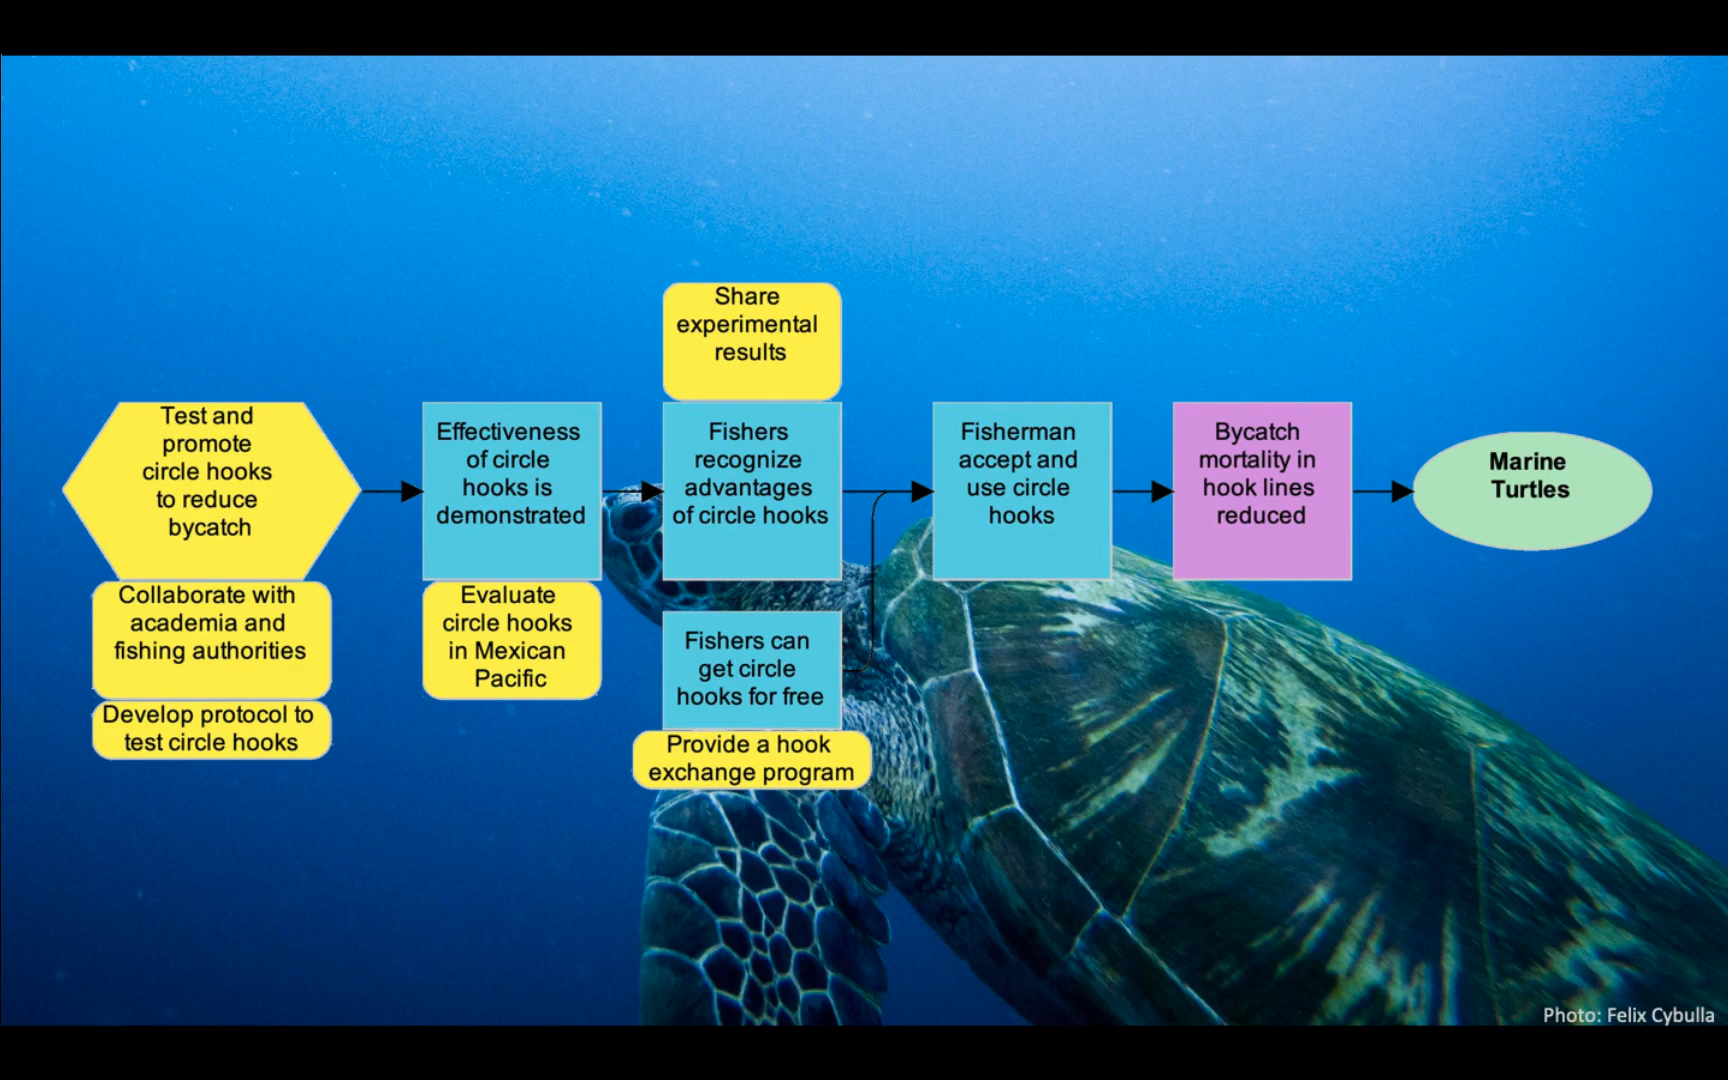 Share
experimental
results
Test and
promote
circle hooks
to reduce
bycatch
Collaborate with
academia and
fishing authorities
Develop protocol to
test circle hooks
Effectiveness
of circle
hooks is
demonstrated
Evaluate
circle hooks
in Mexican
Pacific
Fishers
recognize
advantages
of circle hooks
Fishers can
get circle
hooks for free
Provide a hook
exchange program
Fisherman
accept and
use circle
hooks
Bycatch
mortality in
hook lines
reduced
Marine
Turtles
Photo: Felix Cybulla